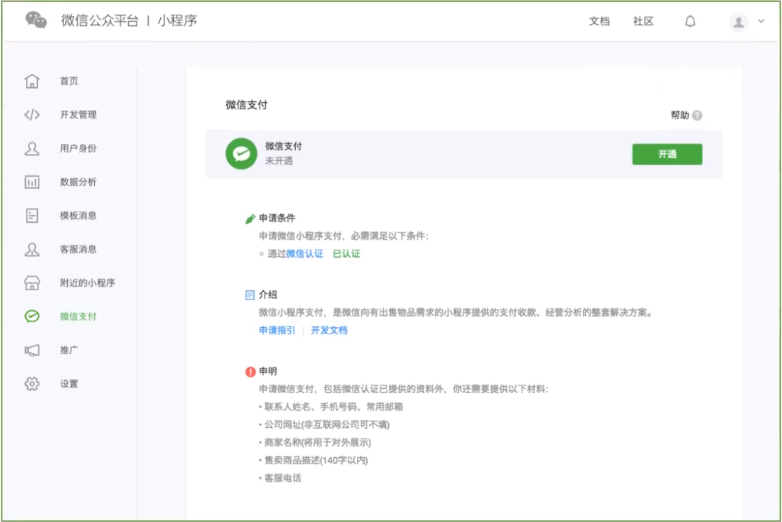 微信公众平台 | 小程序
文档 社区
首页
开发管理
用户身份
数据分析
模板消息
客服消息
附近的小程序
微信支付
推广
设置
微信支付
帮助 ?
微信支付
未开通
开通
申请条件
申请微信小程序支付，必需满足以下条件：
通过微信认证 已认证
介绍
微信小程序支付，是微信向有出售物品需求的小程序提供的支付收款、经营分析的整套解决方案。
申请指引 | 开发文档
申明
申请微信支付，包括微信认证已提供的资料外，你还需要提供以下材料：
• 联系人姓名、手机号码、常用邮箱
• 公司网址(非互联网公司可不填)
• 商家名称(将用于对外展示)
• 售卖商品描述(140字以内)
• 客服电话